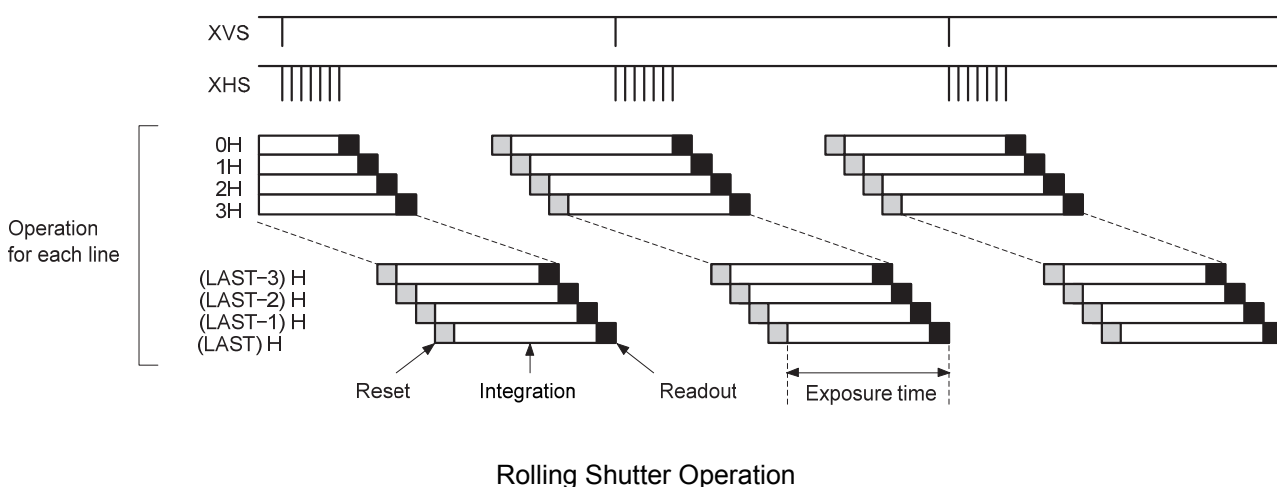 XVS
XHS
0H
1H
2H
3H
Operation
for each line
(LAST−3) H
(LAST−2) H
(LAST−1) H
(LAST) H
Reset
Integration
Readout
Exposure time
Rolling Shutter Operation